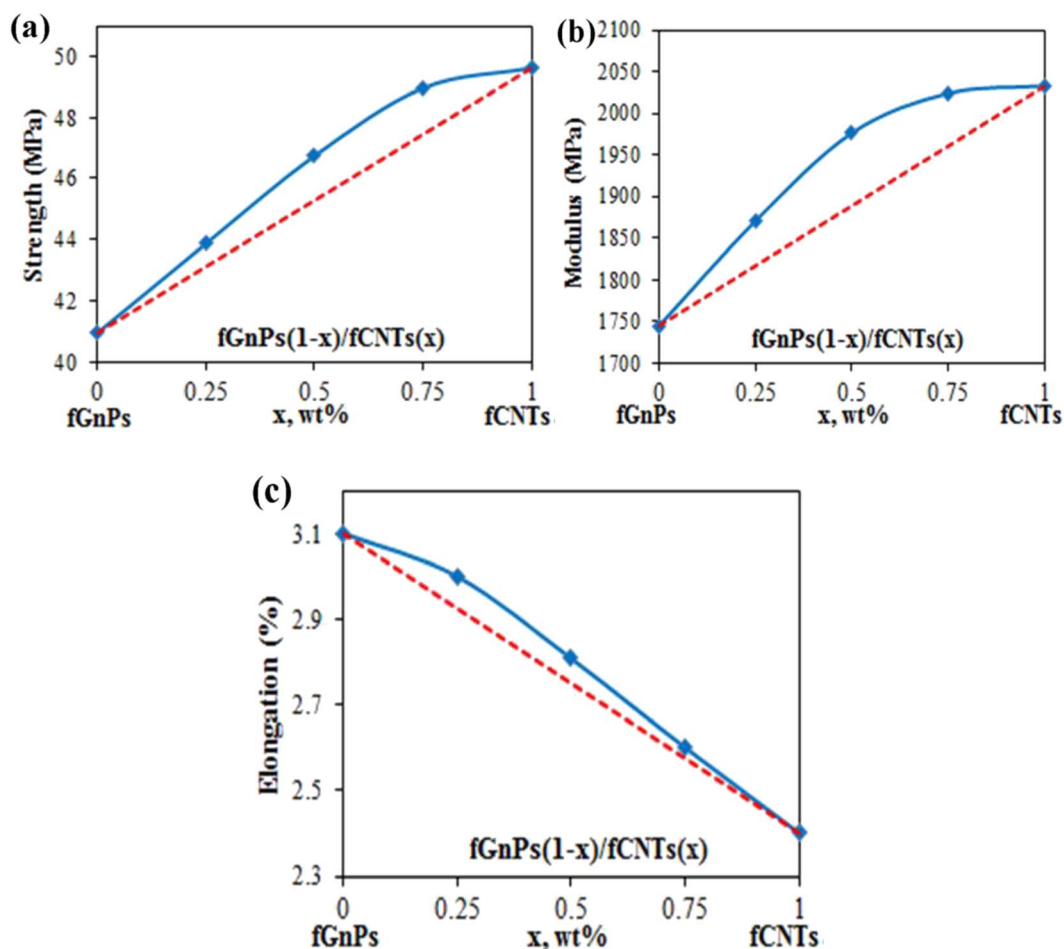 (a)
Strength (MPa)
50
48
46
44
42
40
fGnPs(1-x)/fCNTs(x)
0 0.25 0.5 0.75 1
fGnPs x, wt% fCNTs
(b)
Modulus (MPa)
2100
2050
2000
1950
1900
1850
1800
1750
1700
fGnPs(1-x)/fCNTs(x)
0 0.25 0.5 0.75 1
fGnPs x, wt% fCNTs
(c)
Elongation (%)
3.1
2.9
2.7
2.5
2.3
fGnPs(1-x)/fCNTs(x)
0 0.25 0.5 0.75 1
fGnPs x, wt% fCNTs